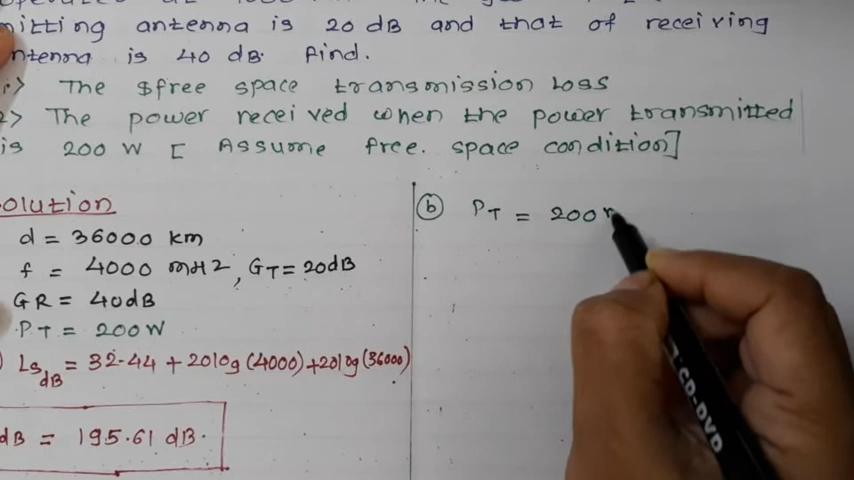 mitting antenna is 20 dB and that of receiving
ntenna is 40 dB. Find.
1.> The free space transmission Loss
2> The power received when the power transmitted
is 200 W [ Assume free. space condition]
olution
d = 36000 km
f = 4000 MHZ, GT = 20dB
GR = 40dB
PT = 200W
) LS dB = 32.44 + 20log (4000) + 20log (36000)
dB = 195.61 dB.
(b) PT = 200
CD-DVD